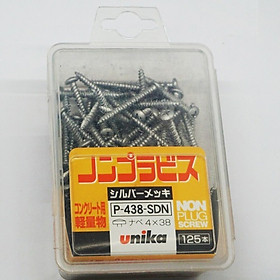 ノンプラビス
シルバーメッキ
コンクリート用
軽量物
P-438-SDN
ナベ 4×38
unika
NON
PLUG
SCREW
125本